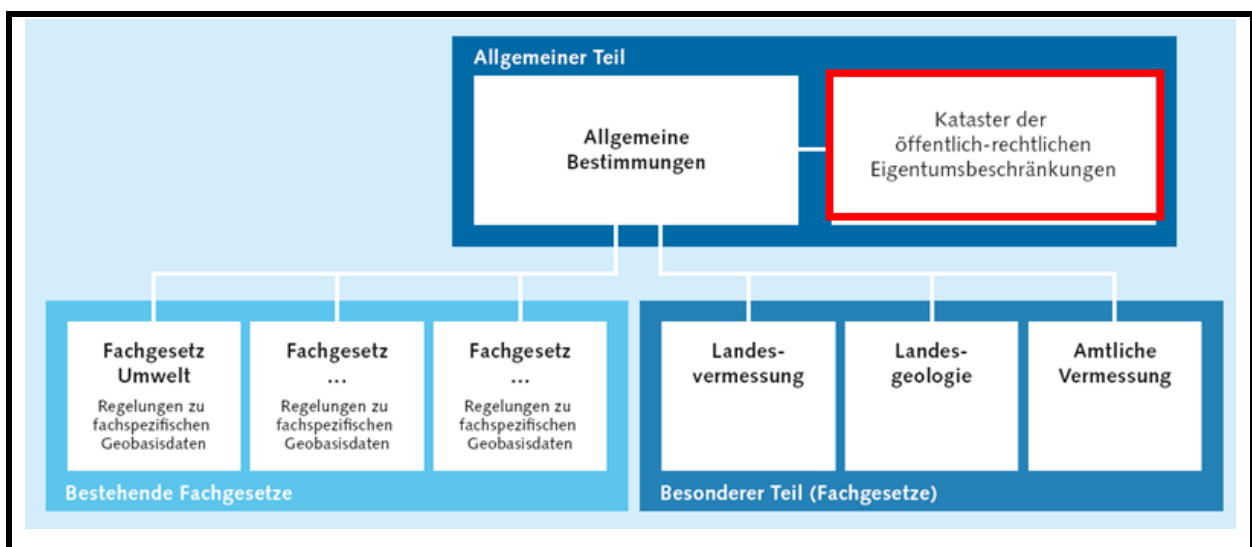 Allgemeiner Teil
Allgemeine
Bestimmungen
Kataster der
öffentlich-rechtlichen
Eigentumsbeschränkungen
Fachgesetz
Umwelt
Regelungen zu
fachspezifischen
Geobasisdaten
Fachgesetz
...
Regelungen zu
fachspezifischen
Geobasisdaten
Fachgesetz
...
Regelungen zu
fachspezifischen
Geobasisdaten
Bestehende Fachgesetze
Landes-
vermessung
Landes-
geologie
Amtliche
Vermessung
Besonderer Teil (Fachgesetze)